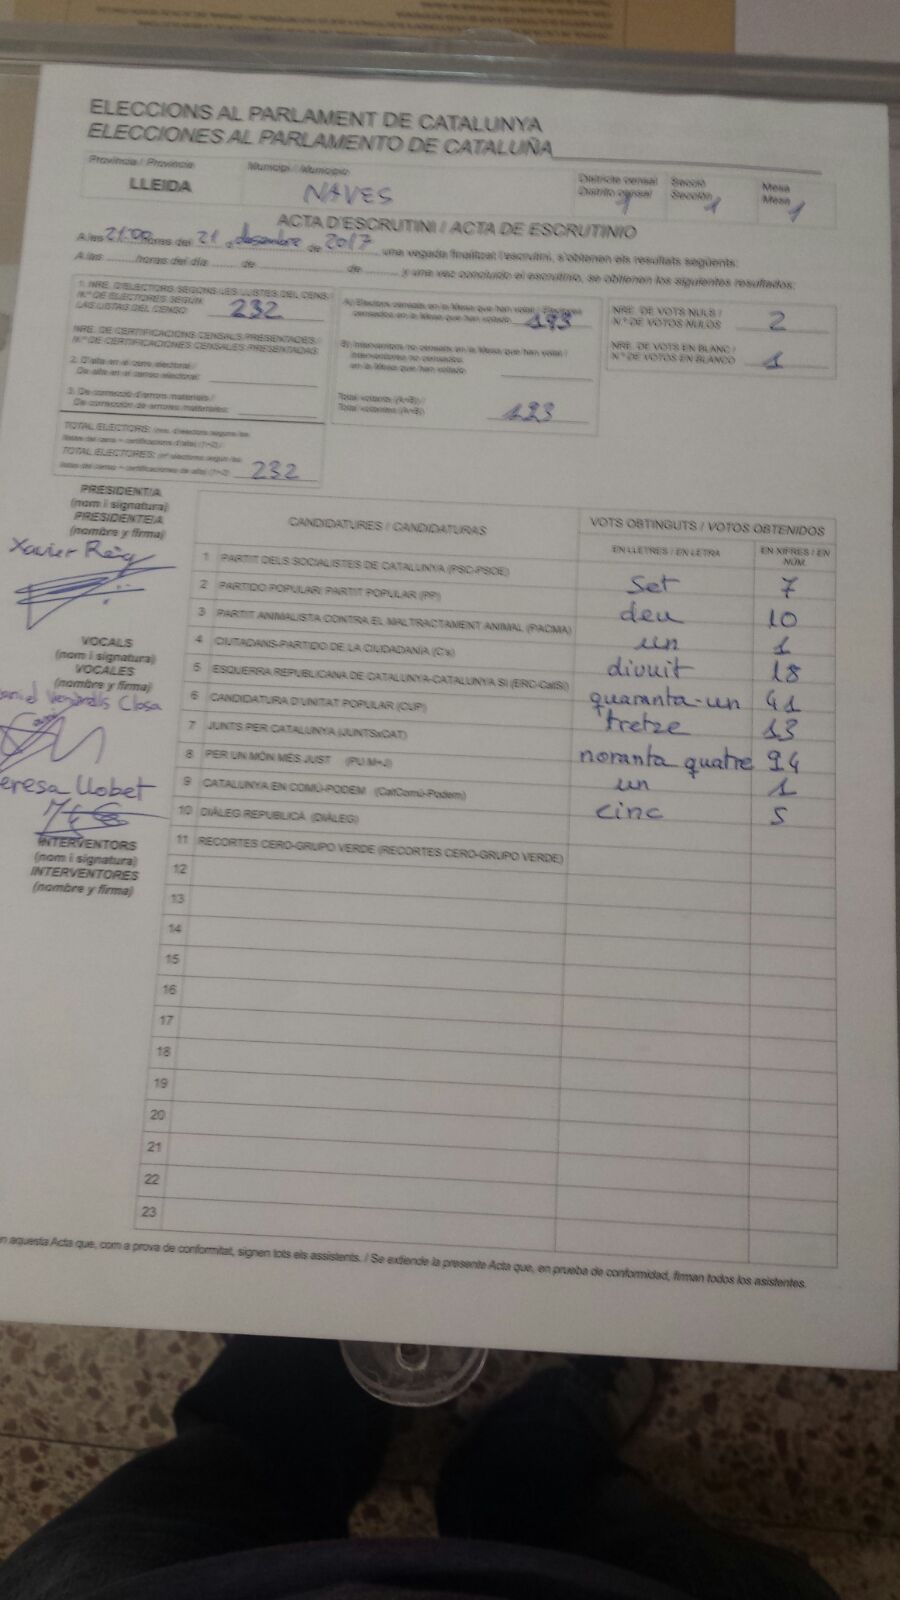 ELECCIONS AL PARLAMENT DE CATALUNYA
ELECCIONES AL PARLAMENTO DE CATALUÑA
Província / Provincia
Municipi / Municipio
Districte censal
Distrito censal
Secció
Sección
Mesa
Mesa
LLEIDA
NAVES
1
1
1
ACTA D'ESCRUTINI / ACTA DE ESCRUTINIO
A les 21:00 hores del 21 d desembre de 2017 una vegada finalitzat l'escrutini, s'obtenen els resultats següents:
A las ........ horas del día ....... de ................ de ........ y una vez concluido el escrutinio, se obtienen los siguientes resultados:
1. NRE. D'ELECTORS SEGONS LES LLISTES DEL CENS /
N.º DE ELECTORES SEGÚN
LAS LISTAS DEL CENSO 232
NRE. DE CERTIFICACIONS CENSALS PRESENTADES /
N.º DE CERTIFICACIONES CENSALES PRESENTADAS
2. D'alta en el cens electoral:/
De alta en el censo electoral:
3. De correcció d'errors materials /
De corrección de errores materiales:
TOTAL ELECTORS: (nre. d'electors segons les
llistes del cens + certificacions d'alta) (1+2) /
TOTAL ELECTORES: (nº electores según las
listas del censo + certificaciones de alta) (1+2) 232
A) Electors censats en la Mesa que han votat / Electores
censados en la Mesa que han votado 193
B) Interventors no censats en la Mesa que han votat /
Interventores no censados
en la Mesa que han votado
Total votants (A+B) /
Total votantes (A+B) 193
NRE. DE VOTS NULS /
N.º DE VOTOS NULOS 2
NRE. DE VOTS EN BLANC /
N.º DE VOTOS EN BLANCO 1
PRESIDENT/A
(nom i signatura)
PRESIDENTE/A
(nombre y firma)
Xavier Reig
VOCALS
(nom i signatura)
VOCALES
(nombre y firma)
Closa
eresa Llobet
INTERVENTORS
(nom i signatura)
INTERVENTORES
(nombre y firma)
CANDIDATURES / CANDIDATURAS
VOTS OBTINGUTS / VOTOS OBTENIDOS
EN LLETRES / EN LETRA
EN XIFRES / EN NÚM.
1 PARTIT DELS SOCIALISTES DE CATALUNYA (PSC-PSOE) set 7
2 PARTIDO POPULAR/ PARTIT POPULAR (PP) deu 10
3 PARTIT ANIMALISTA CONTRA EL MALTRACTAMENT ANIMAL (PACMA) un 1
4 CIUTADANS-PARTIDO DE LA CIUDADANÍA (C's) divuit 18
5 ESQUERRA REPUBLICANA DE CATALUNYA-CATALUNYA SÍ (ERC-CatSí) quaranta-un 41
6 CANDIDATURA D'UNITAT POPULAR (CUP) tretze 13
7 JUNTS PER CATALUNYA (JUNTSxCAT) noranta quatre 94
8 PER UN MÓN MÉS JUST (PUM+J) un 1
9 CATALUNYA EN COMÚ-PODEM (CatComú-Podem) cinc 5
10 DIÀLEG REPUBLICÀ (DIÀLEG)
11 RECORTES CERO-GRUPO VERDE (RECORTES CERO-GRUPO VERDE)
12
13
14
15
16
17
18
19
20
21
22
23
n aquesta Acta que, com a prova de conformitat, signen tots els assistents. / Se extiende la presente Acta que, en prueba de conformidad, firman todos los asistentes.